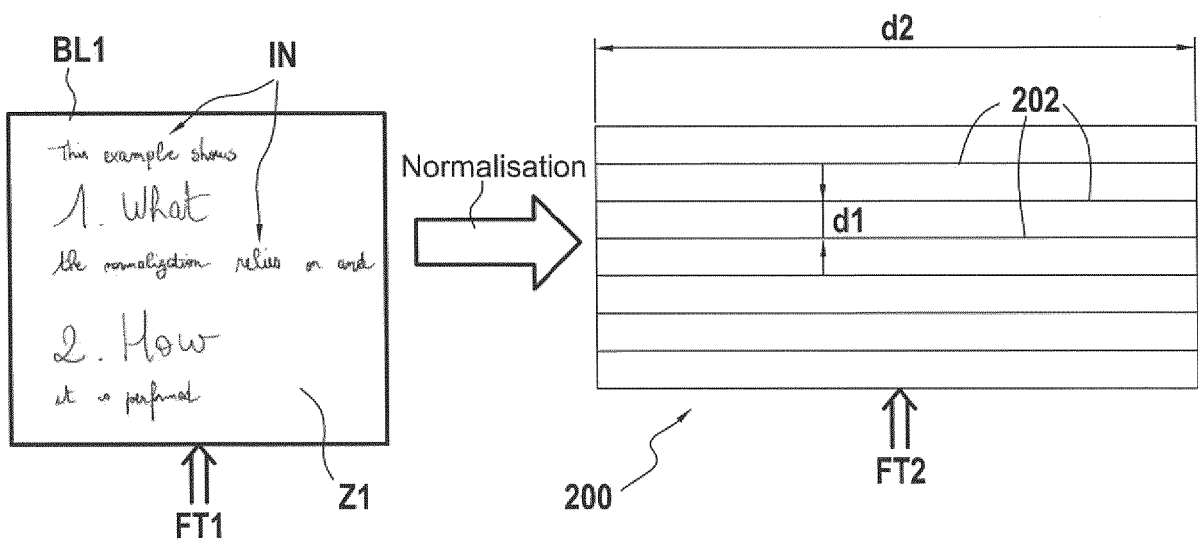 BL1
IN
this example shows
1. What
the normalization relies on and
2. How
it is performed
Z1
FT1
Normalisation
d2
202
d1
200
FT2